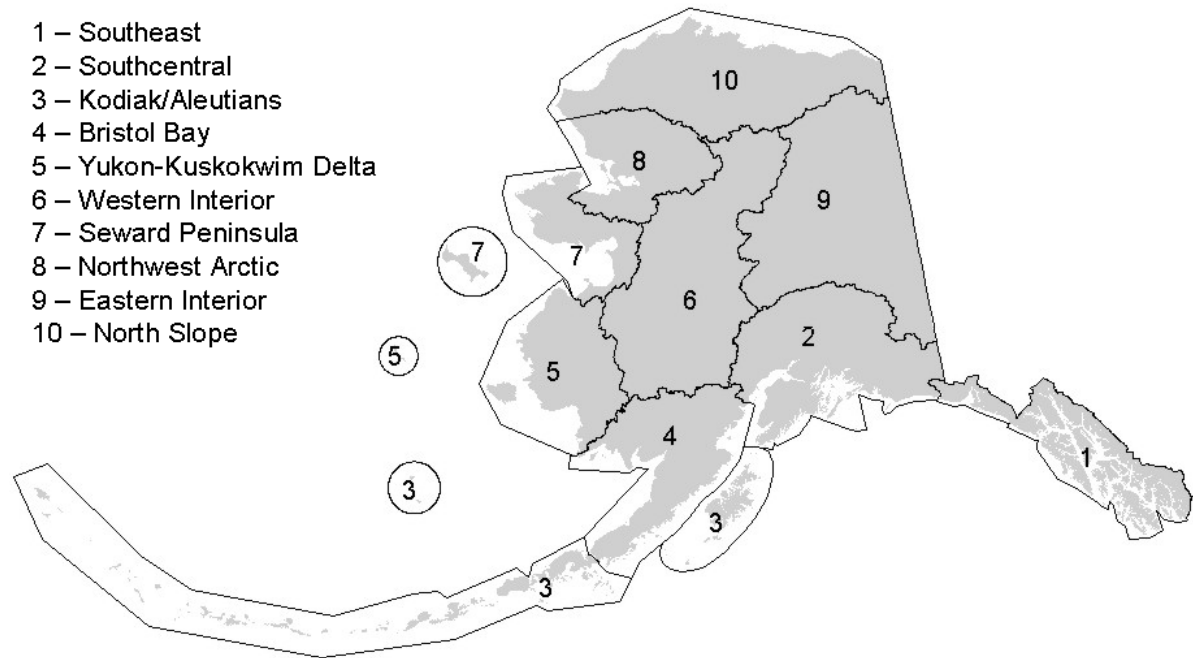 1 – Southeast
2 – Southcentral
3 – Kodiak/Aleutians
4 – Bristol Bay
5 – Yukon-Kuskokwim Delta
6 – Western Interior
7 – Seward Peninsula
8 – Northwest Arctic
9 – Eastern Interior
10 – North Slope
10
8
9
7
7
6
2
5
5
4
1
3
3
3